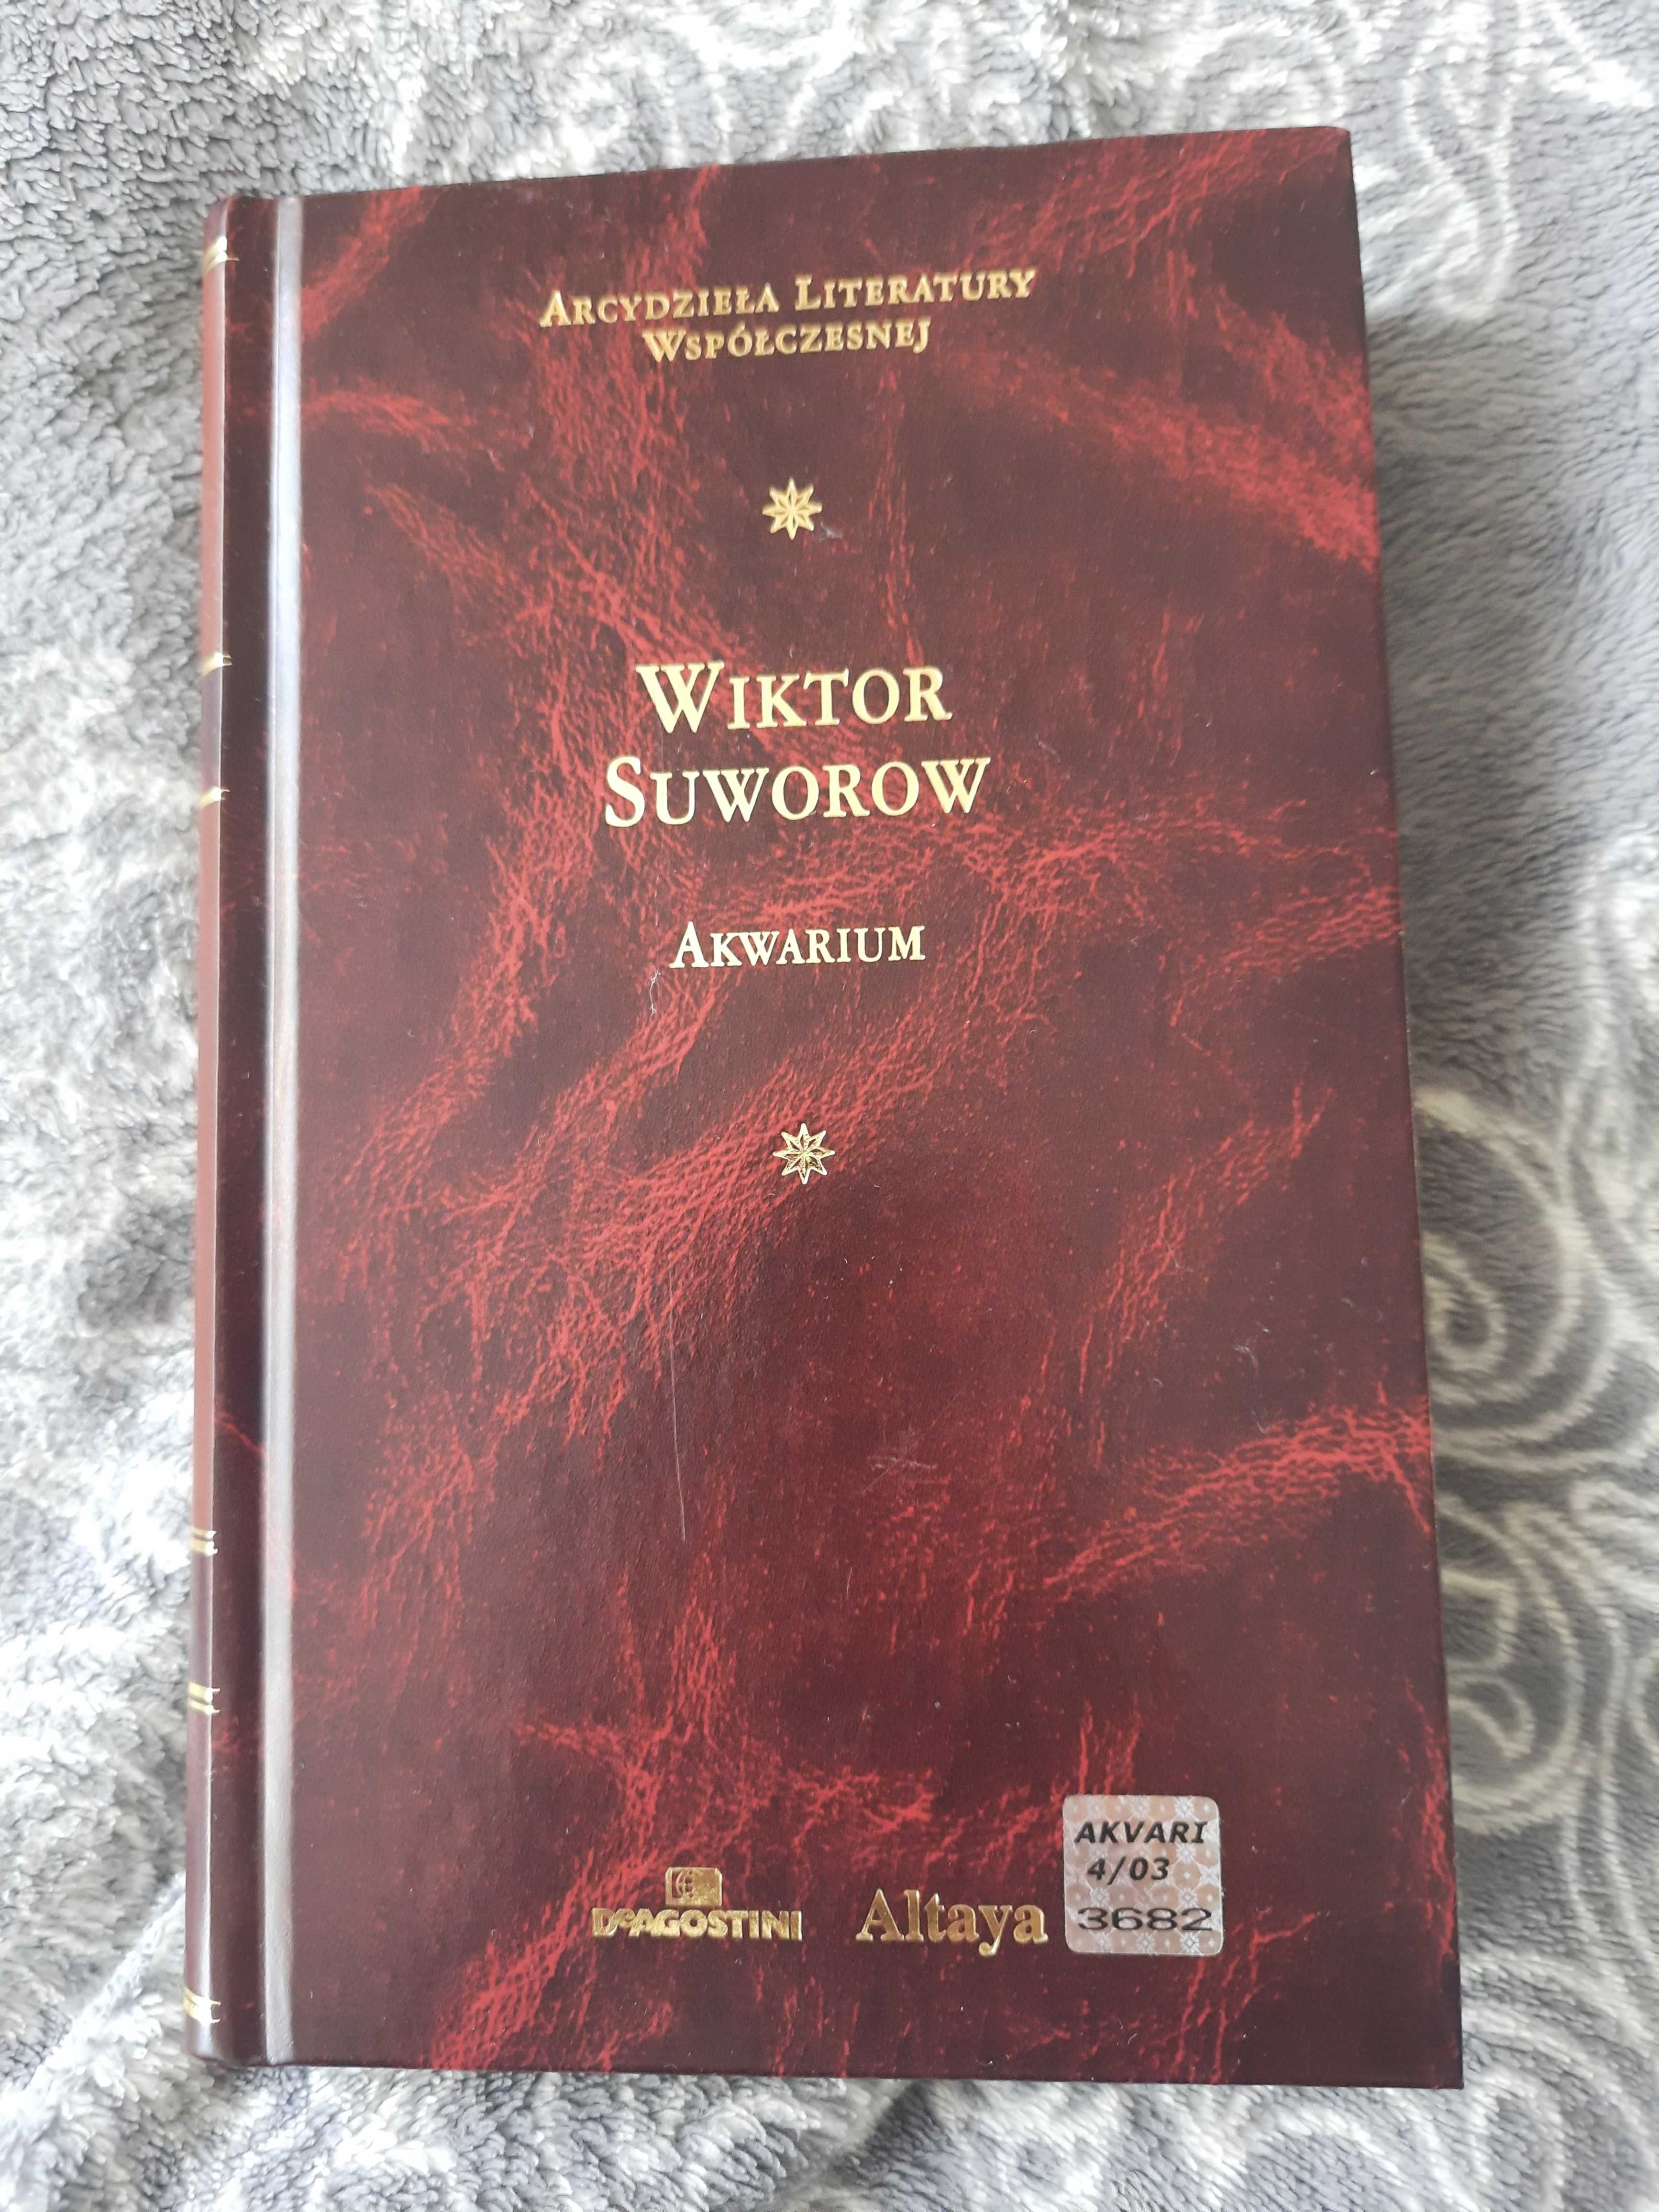 Arcydzieła Literatury
Współczesnej
Wiktor
Suworow
Akwarium
DeAGOSTINI
Altaya
AKVARI
4/03
3682